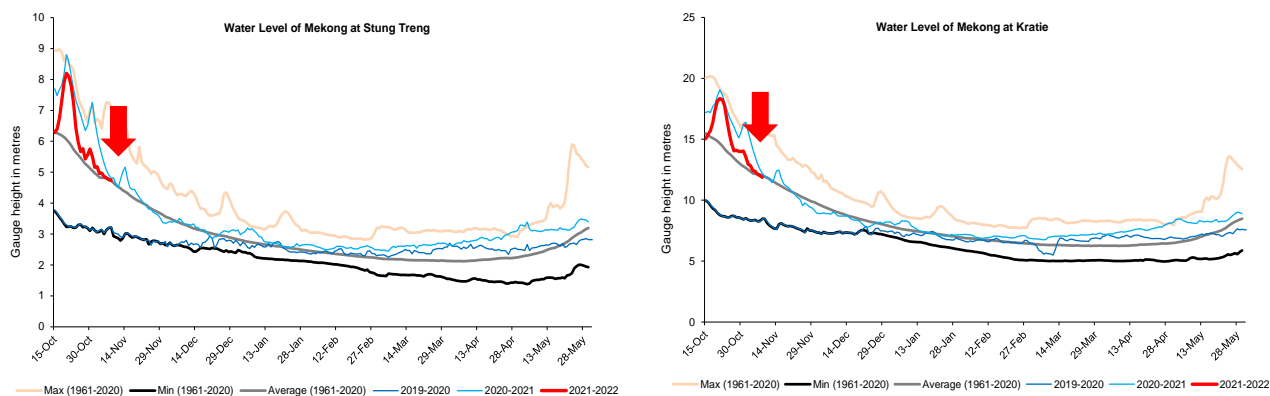 Water Level of Mekong at Stung Treng
Gauge height in metres
10
9
8
7
6
5
4
3
2
1
0
15-Oct
30-Oct
14-Nov
29-Nov
14-Dec
29-Dec
13-Jan
28-Jan
12-Feb
27-Feb
14-Mar
29-Mar
13-Apr
28-Apr
13-May
28-May
Max (1961-2020) Min (1961-2020) Average (1961-2020) 2019-2020 2020-2021 2021-2022
Water Level of Mekong at Kratie
Gauge height in metres
25
20
15
10
5
0
15-Oct
30-Oct
14-Nov
29-Nov
14-Dec
29-Dec
13-Jan
28-Jan
12-Feb
27-Feb
14-Mar
29-Mar
13-Apr
28-Apr
13-May
28-May
Max (1961-2020) Min (1961-2020) Average (1961-2020) 2019-2020 2020-2021 2021-2022